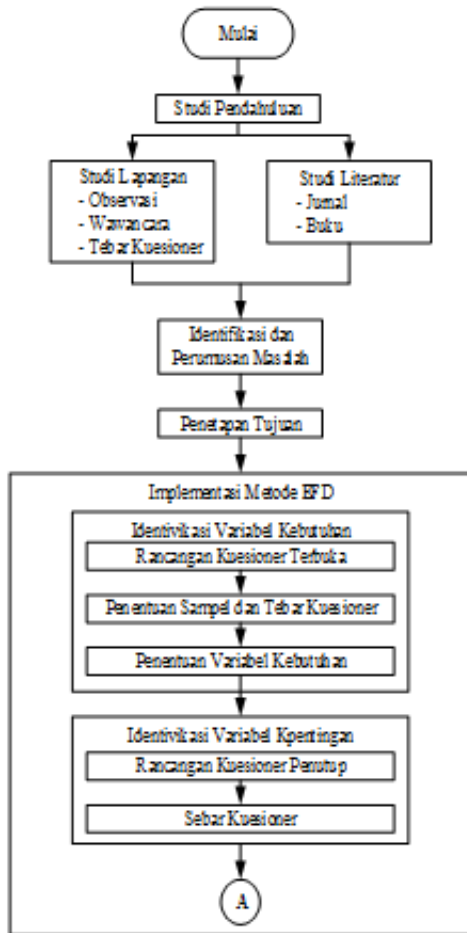 Mulai
Studi Pendahuluan
Studi Lapangan
- Observasi
- Wawancara
- Tebar Kuesioner
Studi Literatur
- Jurnal
- Buku
Identifikasi dan
Perumusan Masalah
Penetapan Tujuan
Implementasi Metode EFD
Identivikasi Variabel Kebutuhan
Rancangan Kuesioner Terbuka
Penentuan Sampel dan Tebar Kuesioner
Penentuan Variabel Kebutuhan
Identivikasi Variabel Kpentingan
Rancangan Kuesioner Penutup
Sebar Kuesioner
A